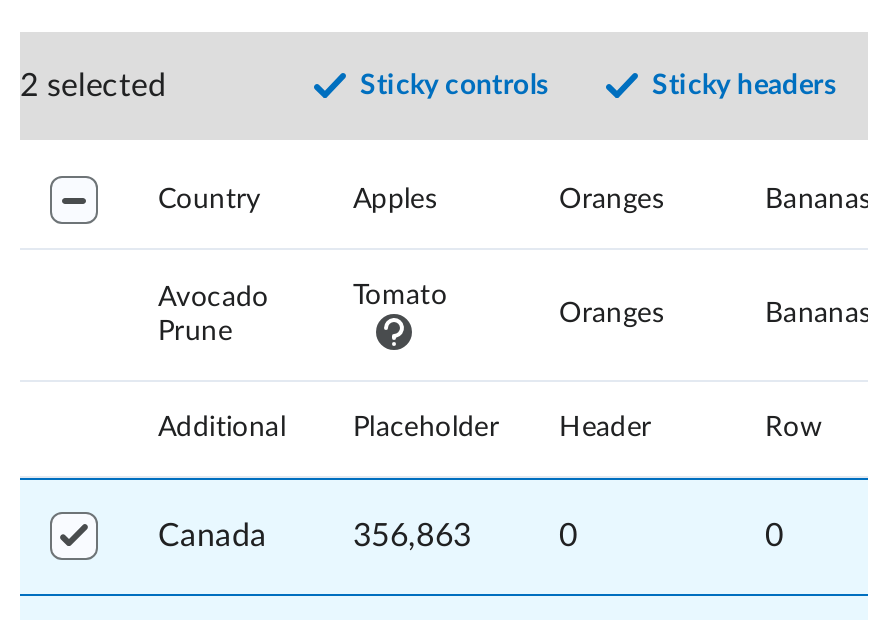 2 selected Sticky controls Sticky headers
Country Apples Oranges Bananas
Avocado Prune Tomato Oranges Bananas
Additional Placeholder Header Row
Canada 356,863 0 0